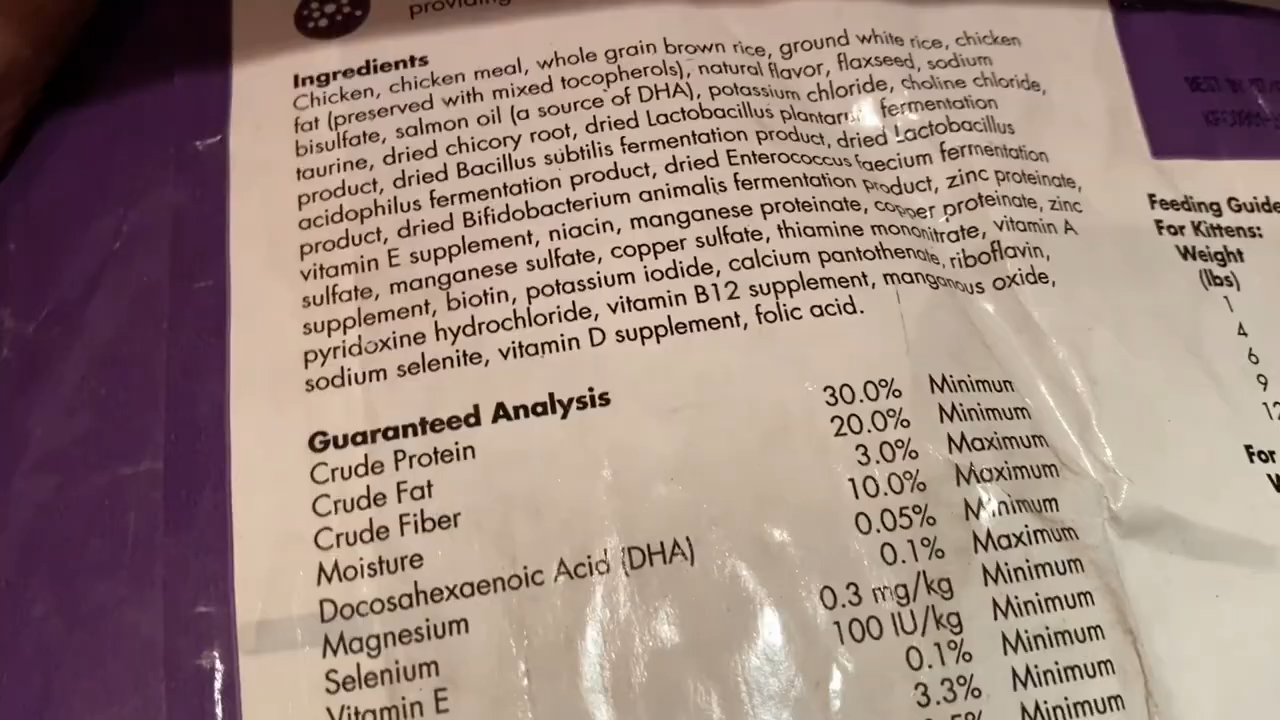 providing
Ingredients
Chicken, chicken meal, whole grain brown rice, ground white rice, chicken
fat (preserved with mixed tocopherols), natural flavor, flaxseed, sodium
bisulfate, salmon oil (a source of DHA), potassium chloride, choline chloride,
taurine, dried chicory root, dried Lactobacillus plantarum fermentation
product, dried Bacillus subtilis fermentation product, dried Lactobacillus
acidophilus fermentation product, dried Enterococcus faecium fermentation
product, dried Bifidobacterium animalis fermentation product, zinc proteinate,
vitamin E supplement, niacin, manganese proteinate, copper proteinate, zinc
sulfate, manganese sulfate, copper sulfate, thiamine mononitrate, vitamin A
supplement, biotin, potassium iodide, calcium pantothenate, riboflavin,
pyridoxine hydrochloride, vitamin B12 supplement, manganous oxide,
sodium selenite, vitamin D supplement, folic acid.
Guaranteed Analysis
Crude Protein 30.0% Minimum
Crude Fat 20.0% Minimum
Crude Fiber 3.0% Maximum
Moisture 10.0% Maximum
Docosahexaenoic Acid (DHA) 0.05% Minimum
Magnesium 0.1% Maximum
Selenium 0.3 mg/kg Minimum
Vitamin E 100 IU/kg Minimum
0.1% Minimum
3.3% Minimum
Minimum
BEST BY
Feeding Guide
For Kittens:
Weight
(lbs)
1
4
6
9
12
For